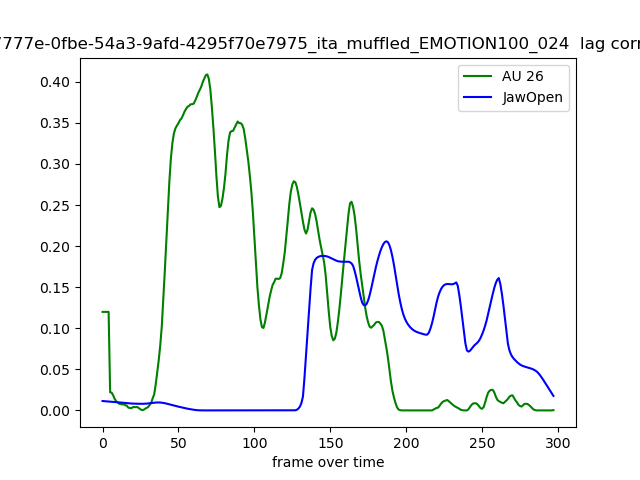 7777e-0fbe-54a3-9afd-4295f70e7975_ita_muffled_EMOTION100_024 lag corr
AU 26
JawOpen
0.40
0.35
0.30
0.25
0.20
0.15
0.10
0.05
0.00
0 50 100 150 200 250 300
frame over time